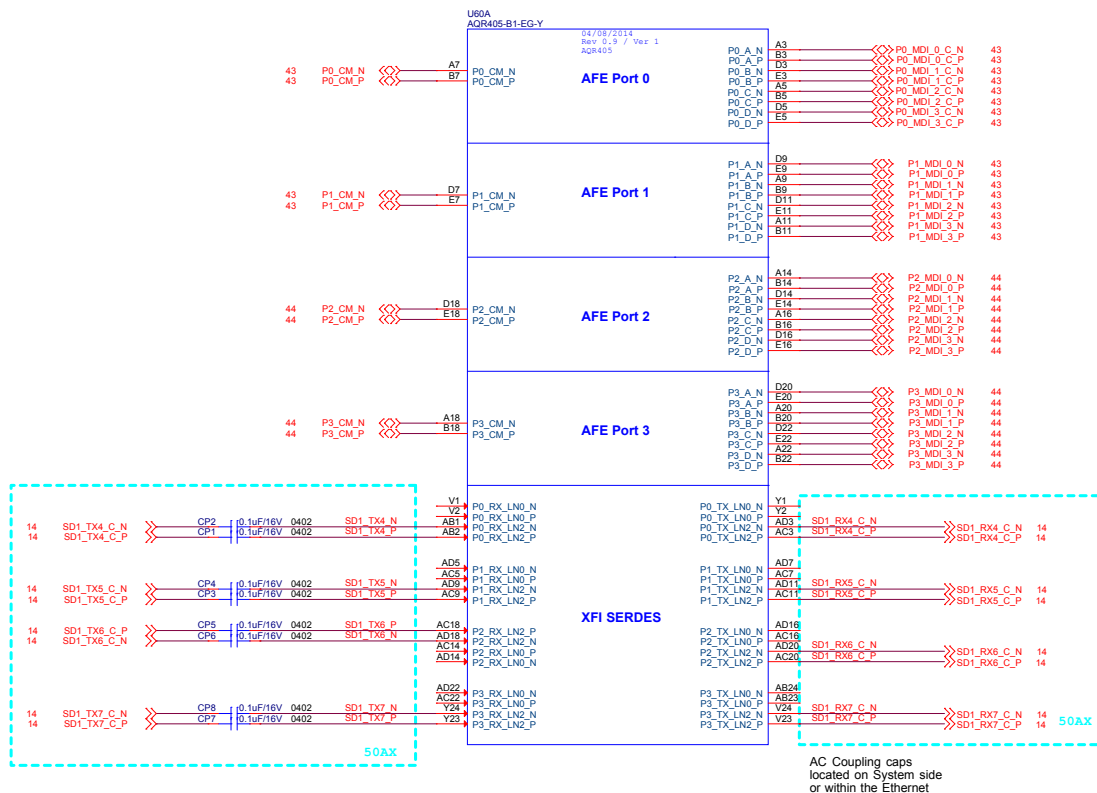 U60A
AQR405-B1-EG-Y
04/08/2014
Rev 0.9 / Ver 1
AQR405
43 P0_CM_N A7 P0_CM_N
43 P0_CM_P B7 P0_CM_P
AFE Port 0
P0_A_N A3 P0_MDI_0_C_N 43
P0_A_P B3 P0_MDI_0_C_P 43
P0_B_N D3 P0_MDI_1_C_N 43
P0_B_P E3 P0_MDI_1_C_P 43
P0_C_N A5 P0_MDI_2_C_N 43
P0_C_P B5 P0_MDI_2_C_P 43
P0_D_N D5 P0_MDI_3_C_N 43
P0_D_P E5 P0_MDI_3_C_P 43
43 P1_CM_N D7 P1_CM_N
43 P1_CM_P E7 P1_CM_P
AFE Port 1
P1_A_N D9 P1_MDI_0_N 43
P1_A_P E9 P1_MDI_0_P 43
P1_B_N A9 P1_MDI_1_N 43
P1_B_P B9 P1_MDI_1_P 43
P1_C_N D11 P1_MDI_2_N 43
P1_C_P E11 P1_MDI_2_P 43
P1_D_N A11 P1_MDI_3_N 43
P1_D_P B11 P1_MDI_3_P 43
44 P2_CM_N D18 P2_CM_N
44 P2_CM_P E18 P2_CM_P
AFE Port 2
P2_A_N A14 P2_MDI_0_N 44
P2_A_P B14 P2_MDI_0_P 44
P2_B_N D14 P2_MDI_1_N 44
P2_B_P E14 P2_MDI_1_P 44
P2_C_N A16 P2_MDI_2_N 44
P2_C_P B16 P2_MDI_2_P 44
P2_D_N D16 P2_MDI_3_N 44
P2_D_P E16 P2_MDI_3_P 44
44 P3_CM_N A18 P3_CM_N
44 P3_CM_P B18 P3_CM_P
AFE Port 3
P3_A_N D20 P3_MDI_0_N 44
P3_A_P E20 P3_MDI_0_P 44
P3_B_N A20 P3_MDI_1_N 44
P3_B_P B20 P3_MDI_1_P 44
P3_C_N D22 P3_MDI_2_N 44
P3_C_P E22 P3_MDI_2_P 44
P3_D_N A22 P3_MDI_3_N 44
P3_D_P B22 P3_MDI_3_P 44
V1 P0_RX_LN0_N
V2 P0_RX_LN0_P
14 SD1_TX4_C_N CP2 0.1uF/16V 0402 SD1_TX4_N AB1 P0_RX_LN2_N
14 SD1_TX4_C_P CP1 0.1uF/16V 0402 SD1_TX4_P AB2 P0_RX_LN2_P
AD5 P1_RX_LN0_N
AC5 P1_RX_LN0_P
14 SD1_TX5_C_N CP4 0.1uF/16V 0402 SD1_TX5_N AD9 P1_RX_LN2_N
14 SD1_TX5_C_P CP3 0.1uF/16V 0402 SD1_TX5_P AC9 P1_RX_LN2_P
14 SD1_TX6_C_P CP5 0.1uF/16V 0402 SD1_TX6_P AC18 P2_RX_LN2_P
14 SD1_TX6_C_N CP6 0.1uF/16V 0402 SD1_TX6_N AD18 P2_RX_LN2_N
AC14 P2_RX_LN0_P
AD14 P2_RX_LN0_N
AD22 P3_RX_LN0_N
AC22 P3_RX_LN0_P
14 SD1_TX7_C_N CP8 0.1uF/16V 0402 SD1_TX7_N Y24 P3_RX_LN2_N
14 SD1_TX7_C_P CP7 0.1uF/16V 0402 SD1_TX7_P Y23 P3_RX_LN2_P
50AX
XFI SERDES
P0_TX_LN0_N Y1
P0_TX_LN0_P Y2
P0_TX_LN2_N AD3 SD1_RX4_C_N SD1_RX4_C_N 14
P0_TX_LN2_P AC3 SD1_RX4_C_P SD1_RX4_C_P 14
P1_TX_LN0_N AD7
P1_TX_LN0_P AC7
P1_TX_LN2_N AD11 SD1_RX5_C_N SD1_RX5_C_N 14
P1_TX_LN2_P AC11 SD1_RX5_C_P SD1_RX5_C_P 14
P2_TX_LN0_N AD16
P2_TX_LN0_P AC16
P2_TX_LN2_N AD20 SD1_RX6_C_N SD1_RX6_C_N 14
P2_TX_LN2_P AC20 SD1_RX6_C_P SD1_RX6_C_P 14
P3_TX_LN0_N AB24
P3_TX_LN0_P AB23
P3_TX_LN2_N V24 SD1_RX7_C_N SD1_RX7_C_N 14
P3_TX_LN2_P V23 SD1_RX7_C_P SD1_RX7_C_P 14
50AX
AC Coupling caps
located on System side
or within the Ethernet